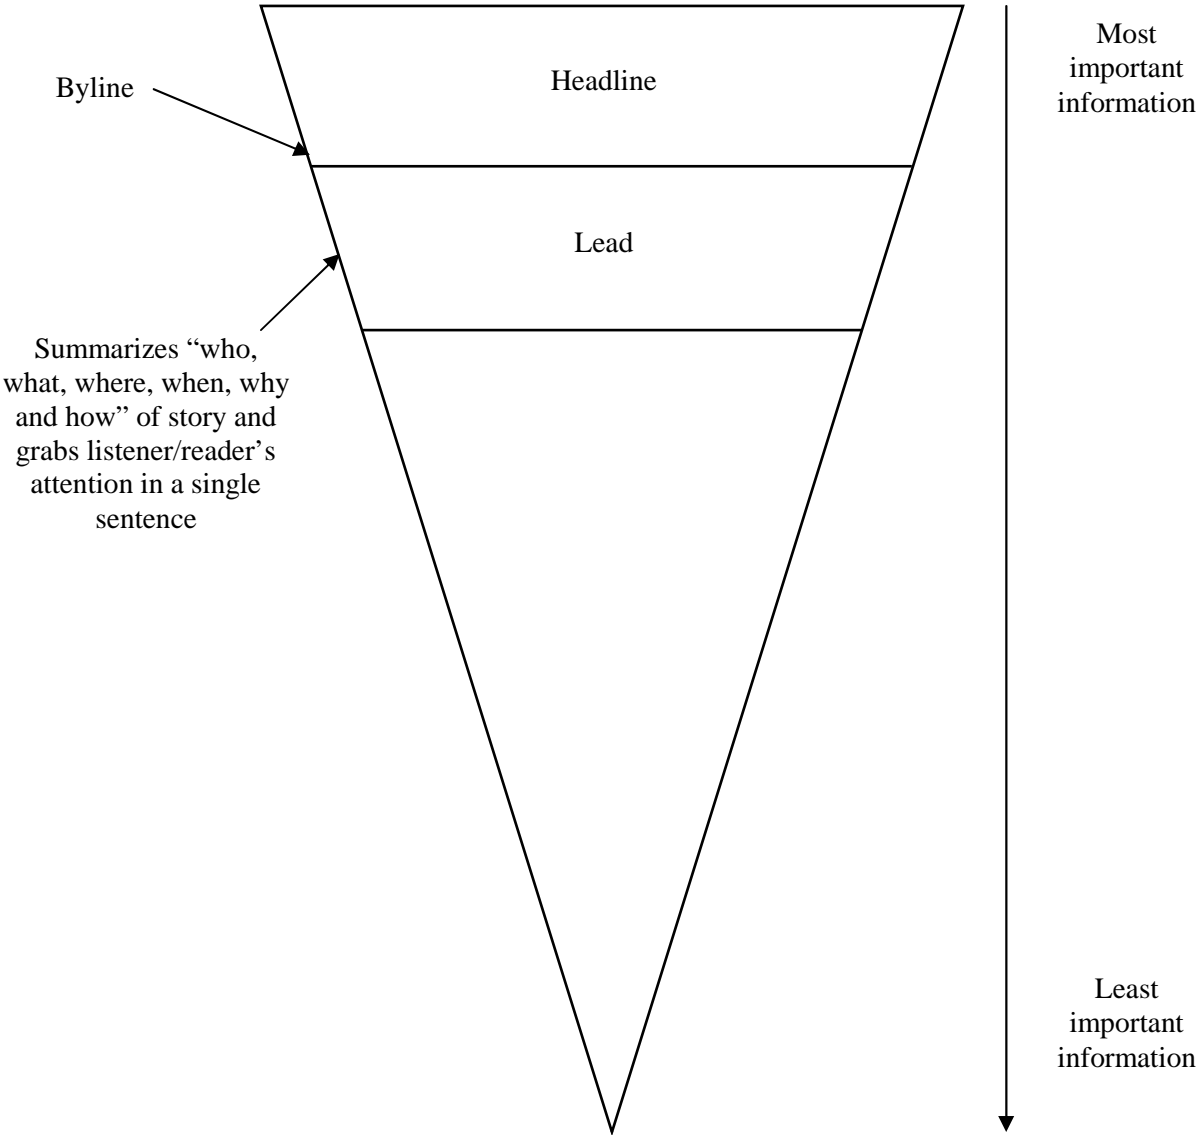 Most
important
information
Headline
Byline
Lead
Summarizes “who,
what, where, when, why
and how” of story and
grabs listener/reader’s
attention in a single
sentence
Least
important
information